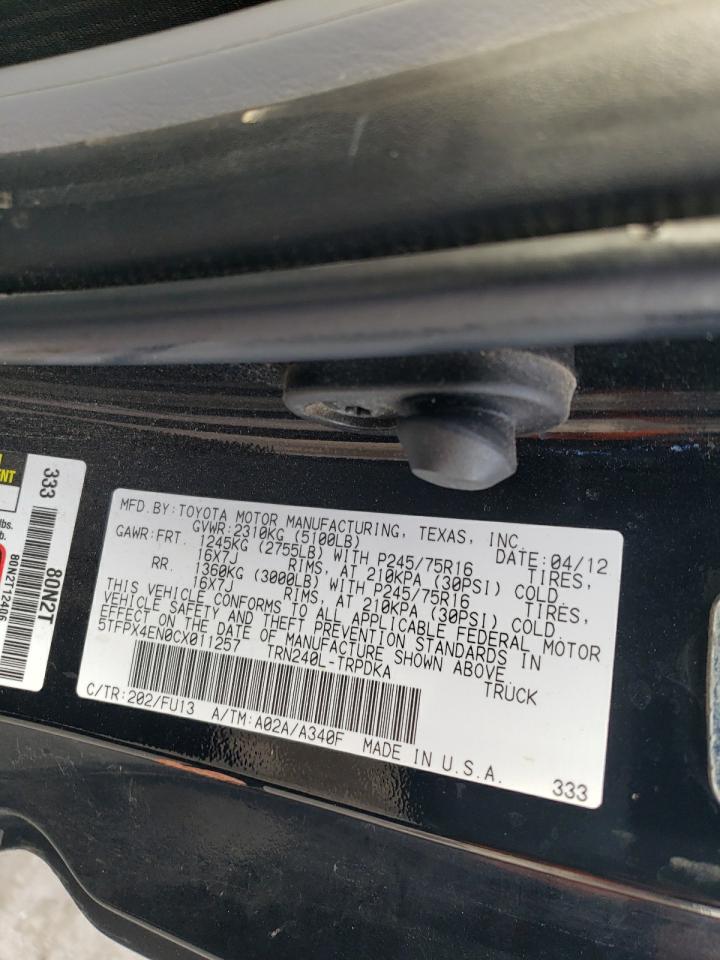 ENT
lbs.
b.
333
80N2T
80N2T12406
MFD.BY:TOYOTA MOTOR MANUFACTURING, TEXAS, INC
GVWR:2310KG (5100LB) DATE:04/12
GAWR:FRT. 1245KG (2755LB) WITH P245/75R16 TIRES,
16X7J RIMS, AT 210KPA (30PSI) COLD
RR. 1360KG (3000LB) WITH P245/75R16 TIRES,
16X7J RIMS, AT 210KPA (30PSI) COLD
THIS VEHICLE CONFORMS TO ALL APPLICABLE FEDERAL MOTOR
VEHICLE SAFETY AND THEFT PREVENTION STANDARDS IN
EFFECT ON THE DATE OF MANUFACTURE SHOWN ABOVE.
5TFPX4EN0CX011257 TRN240L-TRPDKA TRUCK
C/TR:202/FU13 A/TM:A02A/A340F MADE IN U.S.A.
333